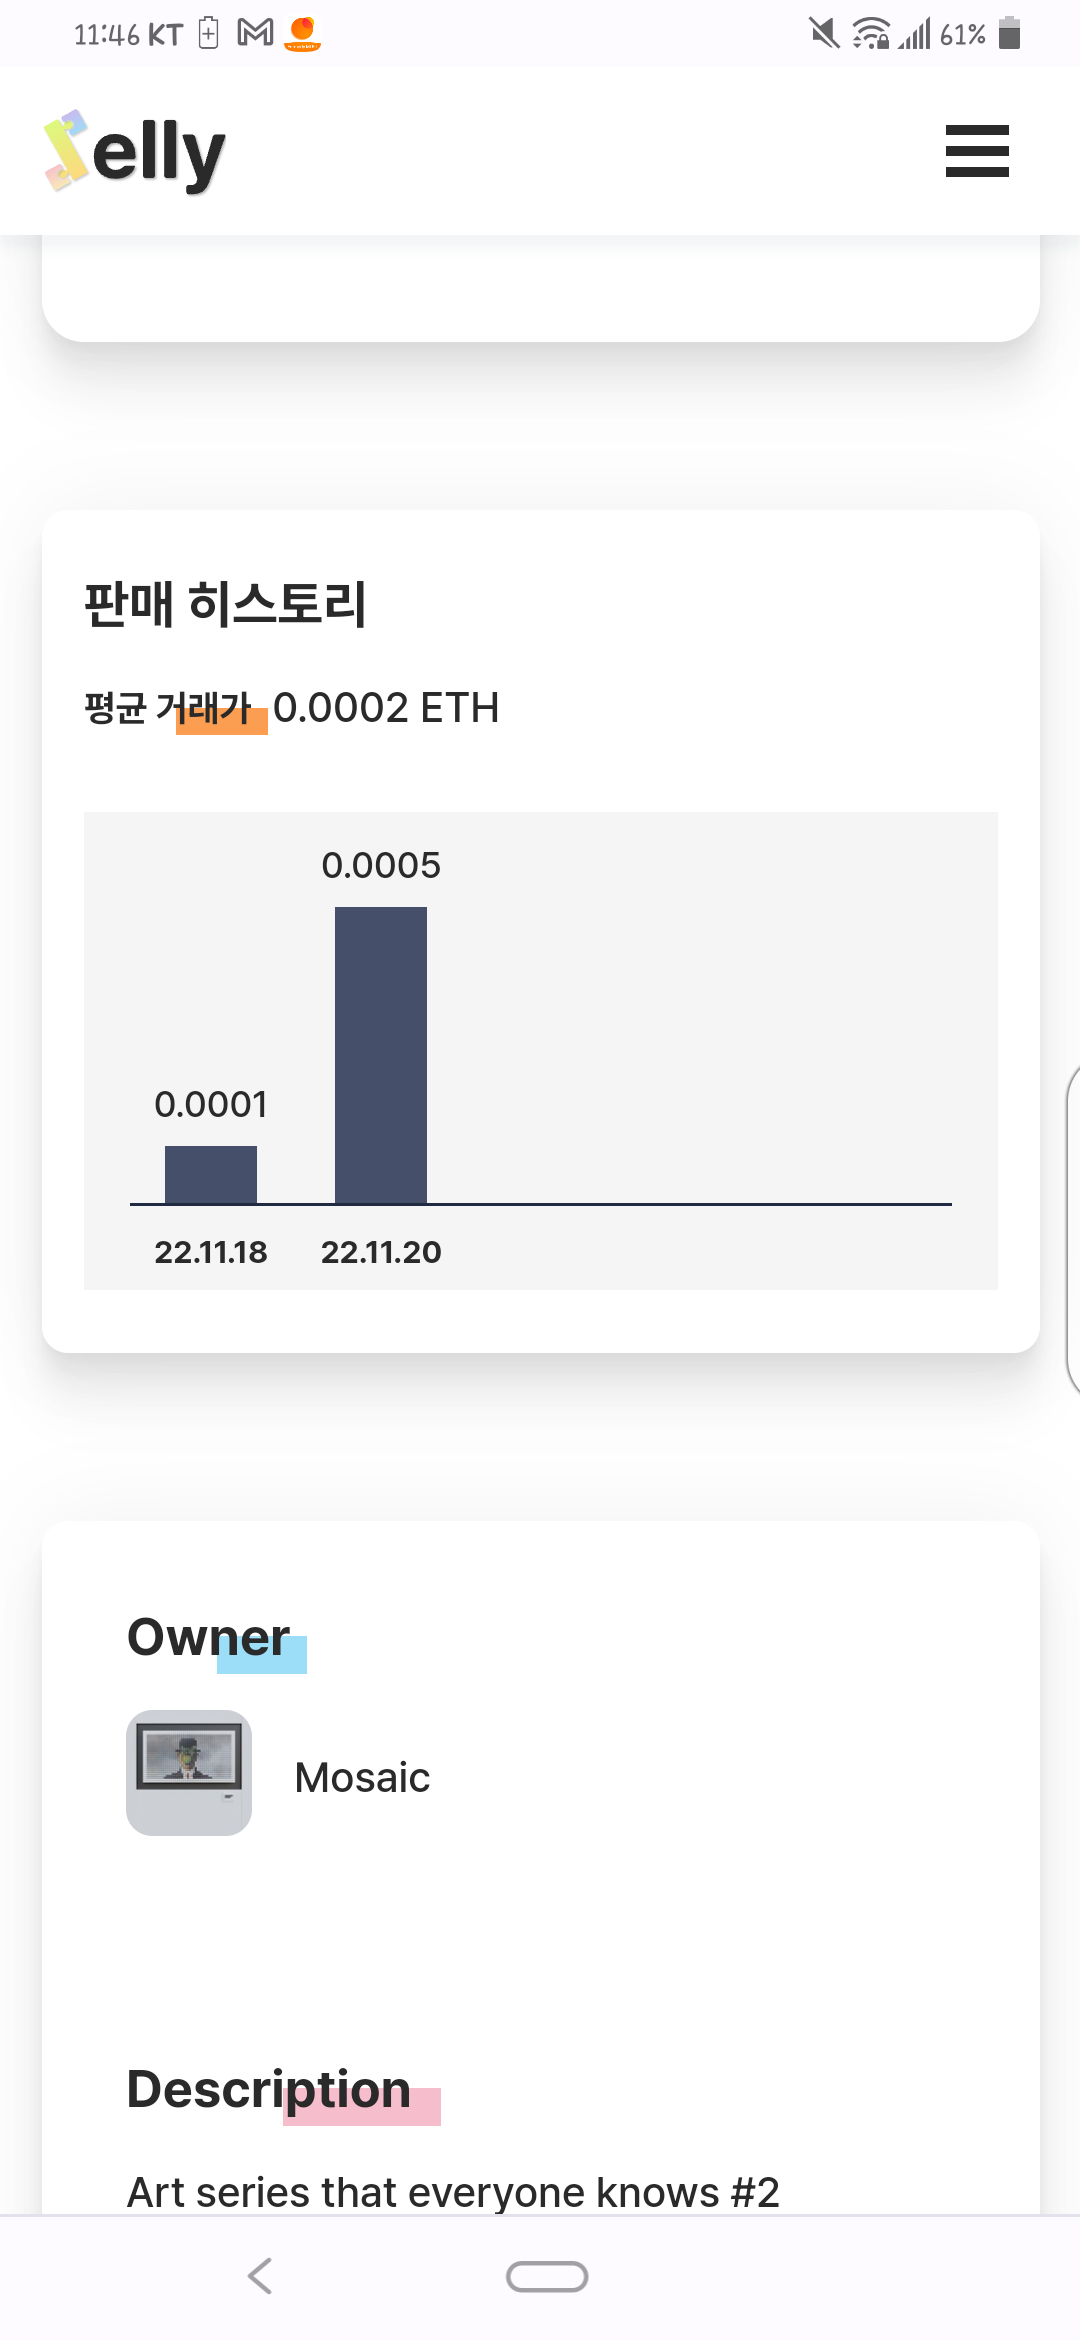 11:46 KT
61%
Selly
판매 히스토리
평균 거래가 0.0002 ETH
0.0005
0.0001
22.11.18 22.11.20
Owner
Mosaic
Description
Art series that everyone knows #2